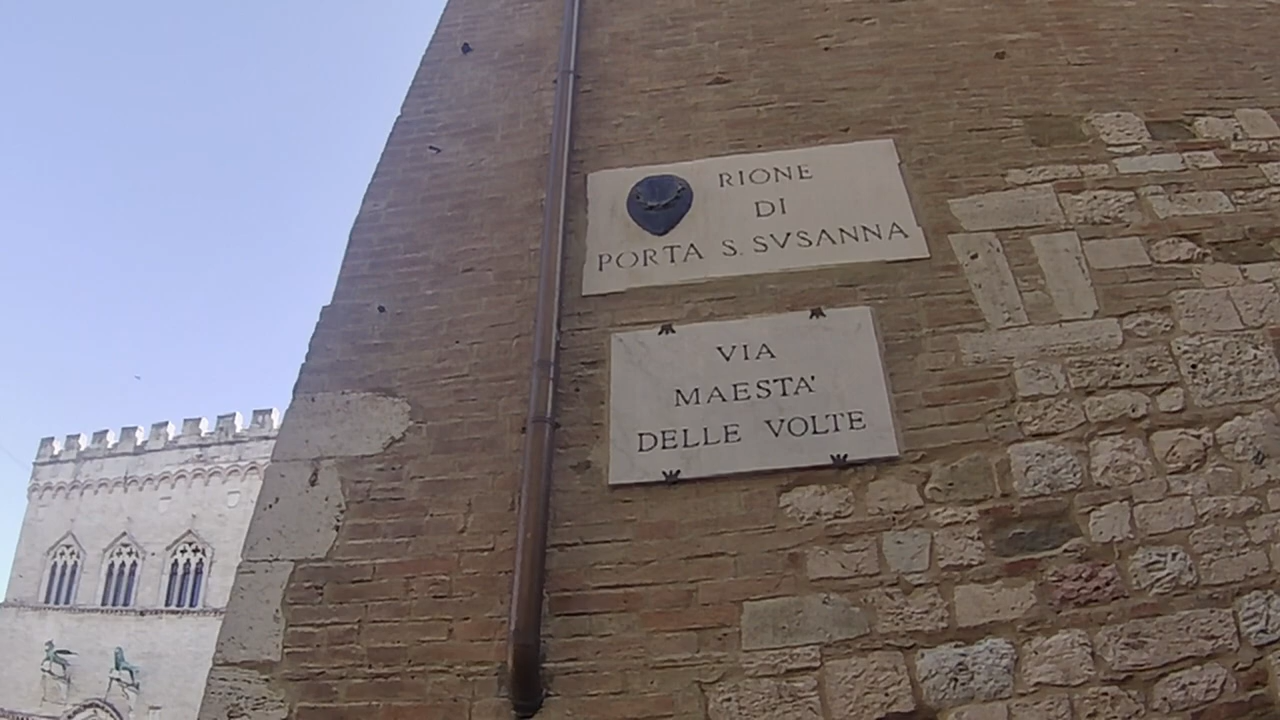 RIONE
DI
PORTA S. SVSANNA
VIA
MAESTA'
DELLE VOLTE